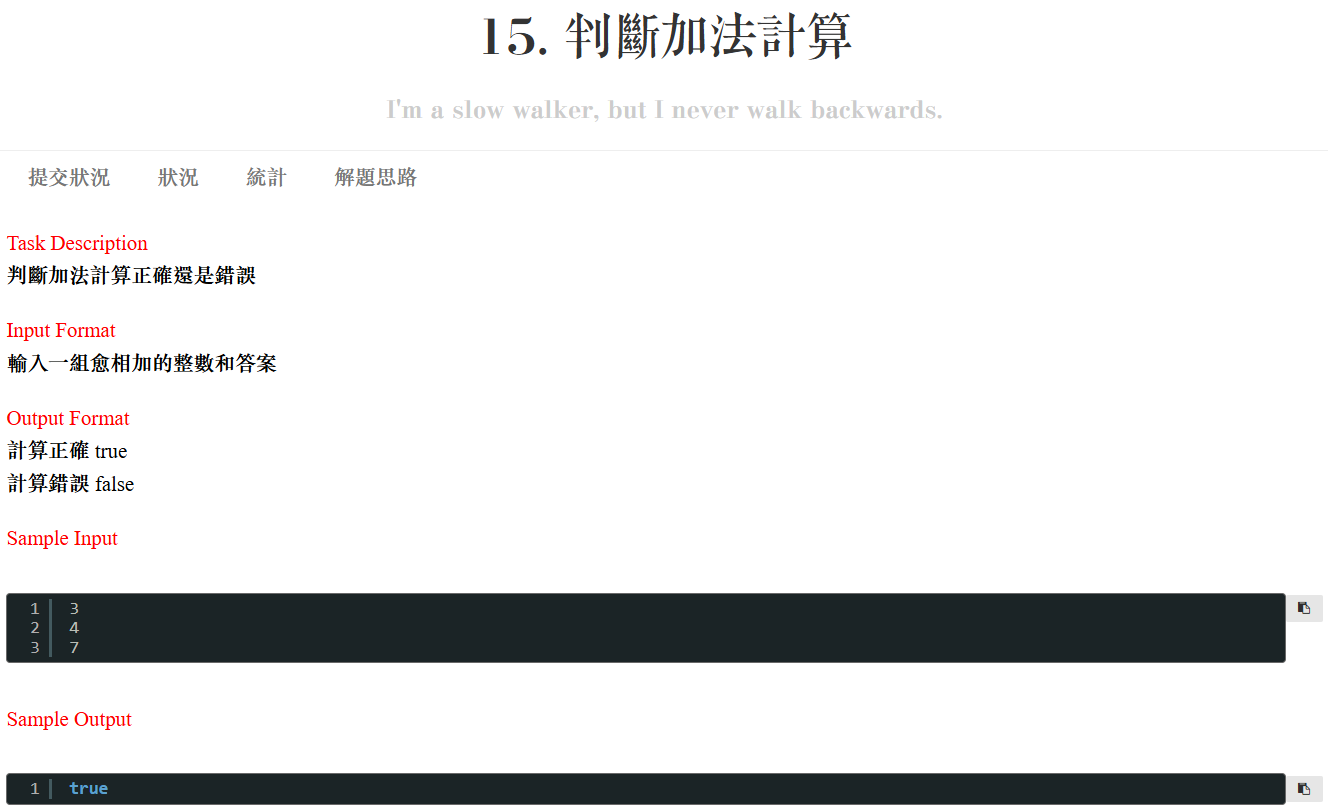 15. 判斷加法計算
I'm a slow walker, but I never walk backwards.
提交狀況 狀況 統計 解題思路
Task Description
判斷加法計算正確還是錯誤
Input Format
輸入一組愈相加的整數和答案
Output Format
計算正確 true
計算錯誤 false
Sample Input
1 3
2 4
3 7
Sample Output
1 true